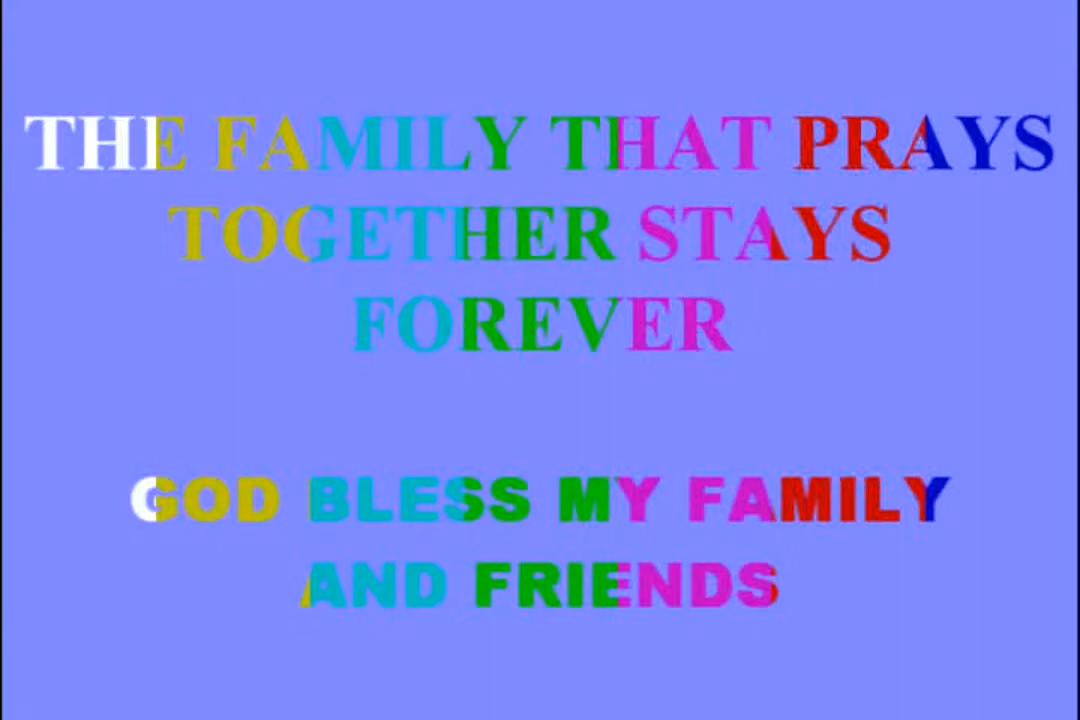 THE FAMILY THAT PRAYS
TOGETHER STAYS
FOREVER
GOD BLESS MY FAMILY
AND FRIENDS